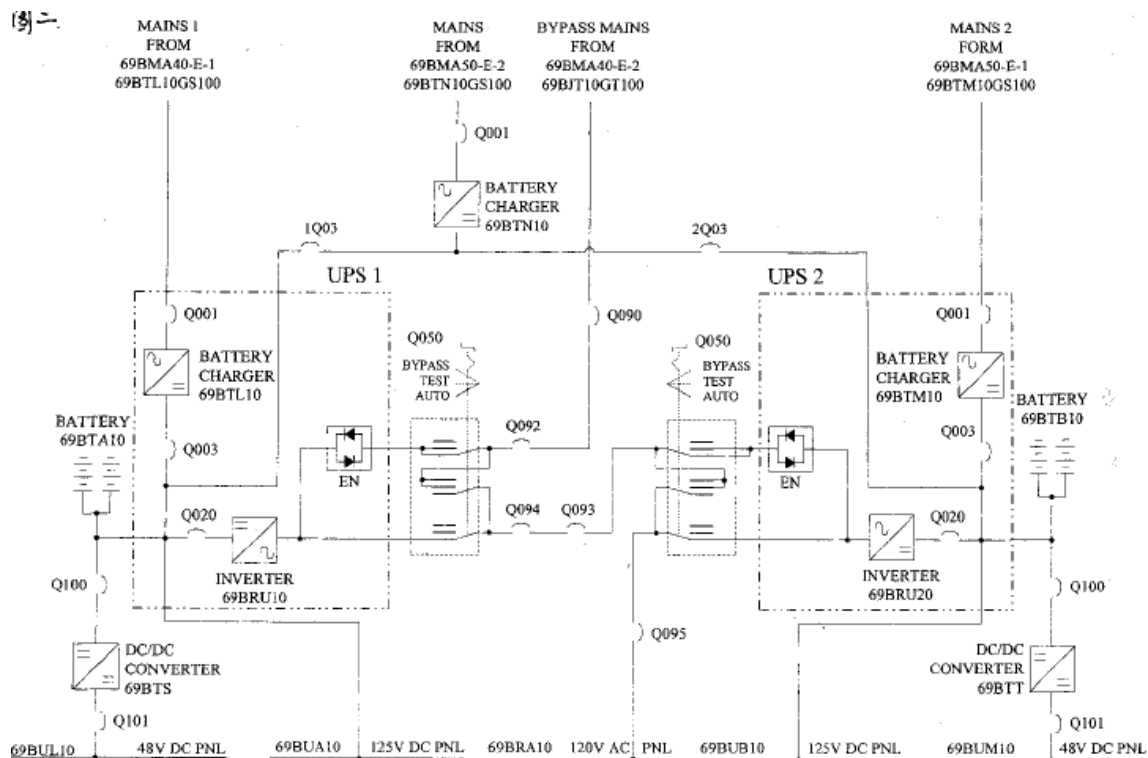 圖二
MAINS 1
FROM
69BMA40-E-1
69BTL10GS100
MAINS
FROM
69BMA50-E-2
69BTN10GS100
BYPASS MAINS
FROM
69BMA40-E-2
69BJT10GT100
MAINS 2
FORM
69BMA50-E-1
69BTM10GS100
Q001
BATTERY
CHARGER
69BTN10
1Q03
2Q03
UPS 1
UPS 2
Q001
Q090
Q001
Q050
BYPASS
TEST
AUTO
Q050
BYPASS
TEST
AUTO
BATTERY
CHARGER
69BTL10
BATTERY
CHARGER
69BTM10
BATTERY
69BTA10
BATTERY
69BTB10
Q003
Q003
EN
Q092
EN
Q020
Q094
Q093
Q020
INVERTER
69BRU10
INVERTER
69BRU20
Q100
Q100
Q095
DC/DC
CONVERTER
69BTS
DC/DC
CONVERTER
69BTT
Q101
Q101
69BUL10 48V DC PNL 69BUA10 125V DC PNL 69BRA10 120V AC PNL 69BUB10 125V DC PNL 69BUM10 48V DC PNL